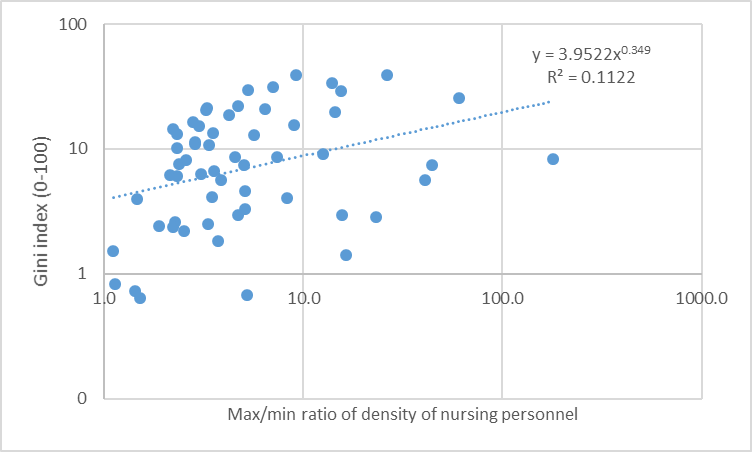 100
y = 3.9522x^0.349
R² = 0.1122
10
Gini index (0-100)
1
1.0 10.0 100.0 1000.0
0
Max/min ratio of density of nursing personnel